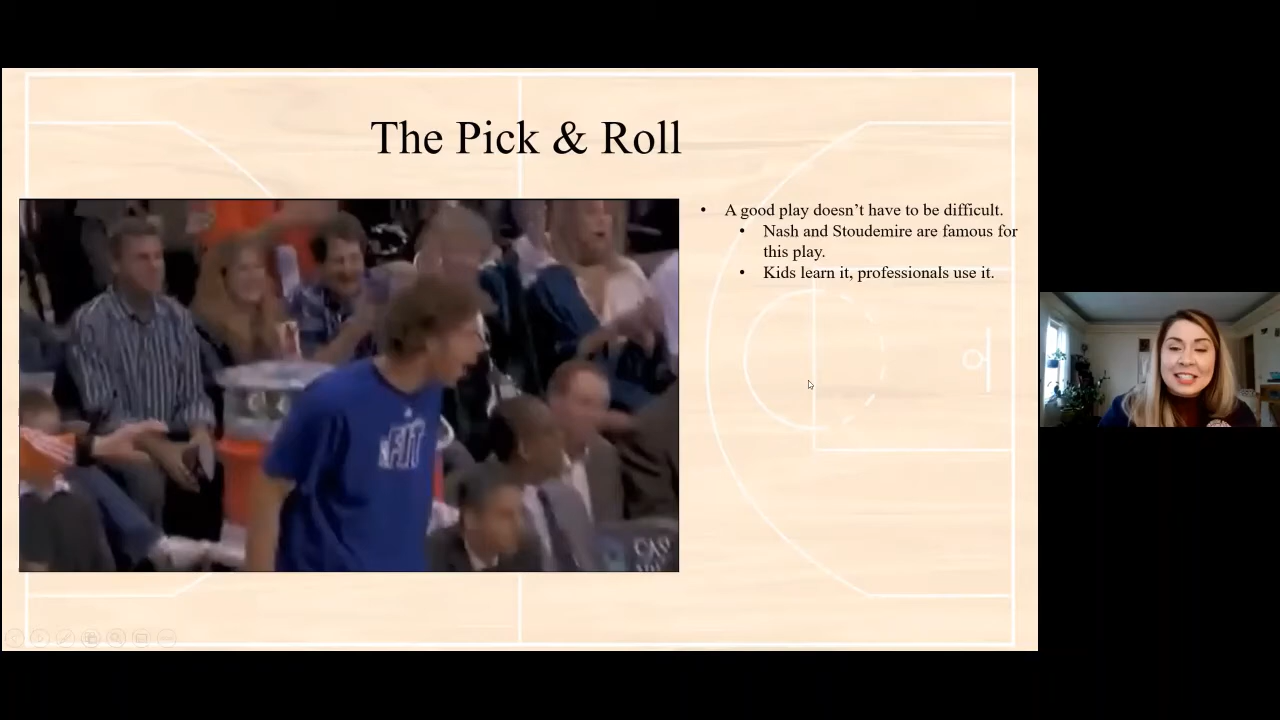 The Pick & Roll
• A good play doesn’t have to be difficult.
• Nash and Stoudemire are famous for
this play.
• Kids learn it, professionals use it.
FIT